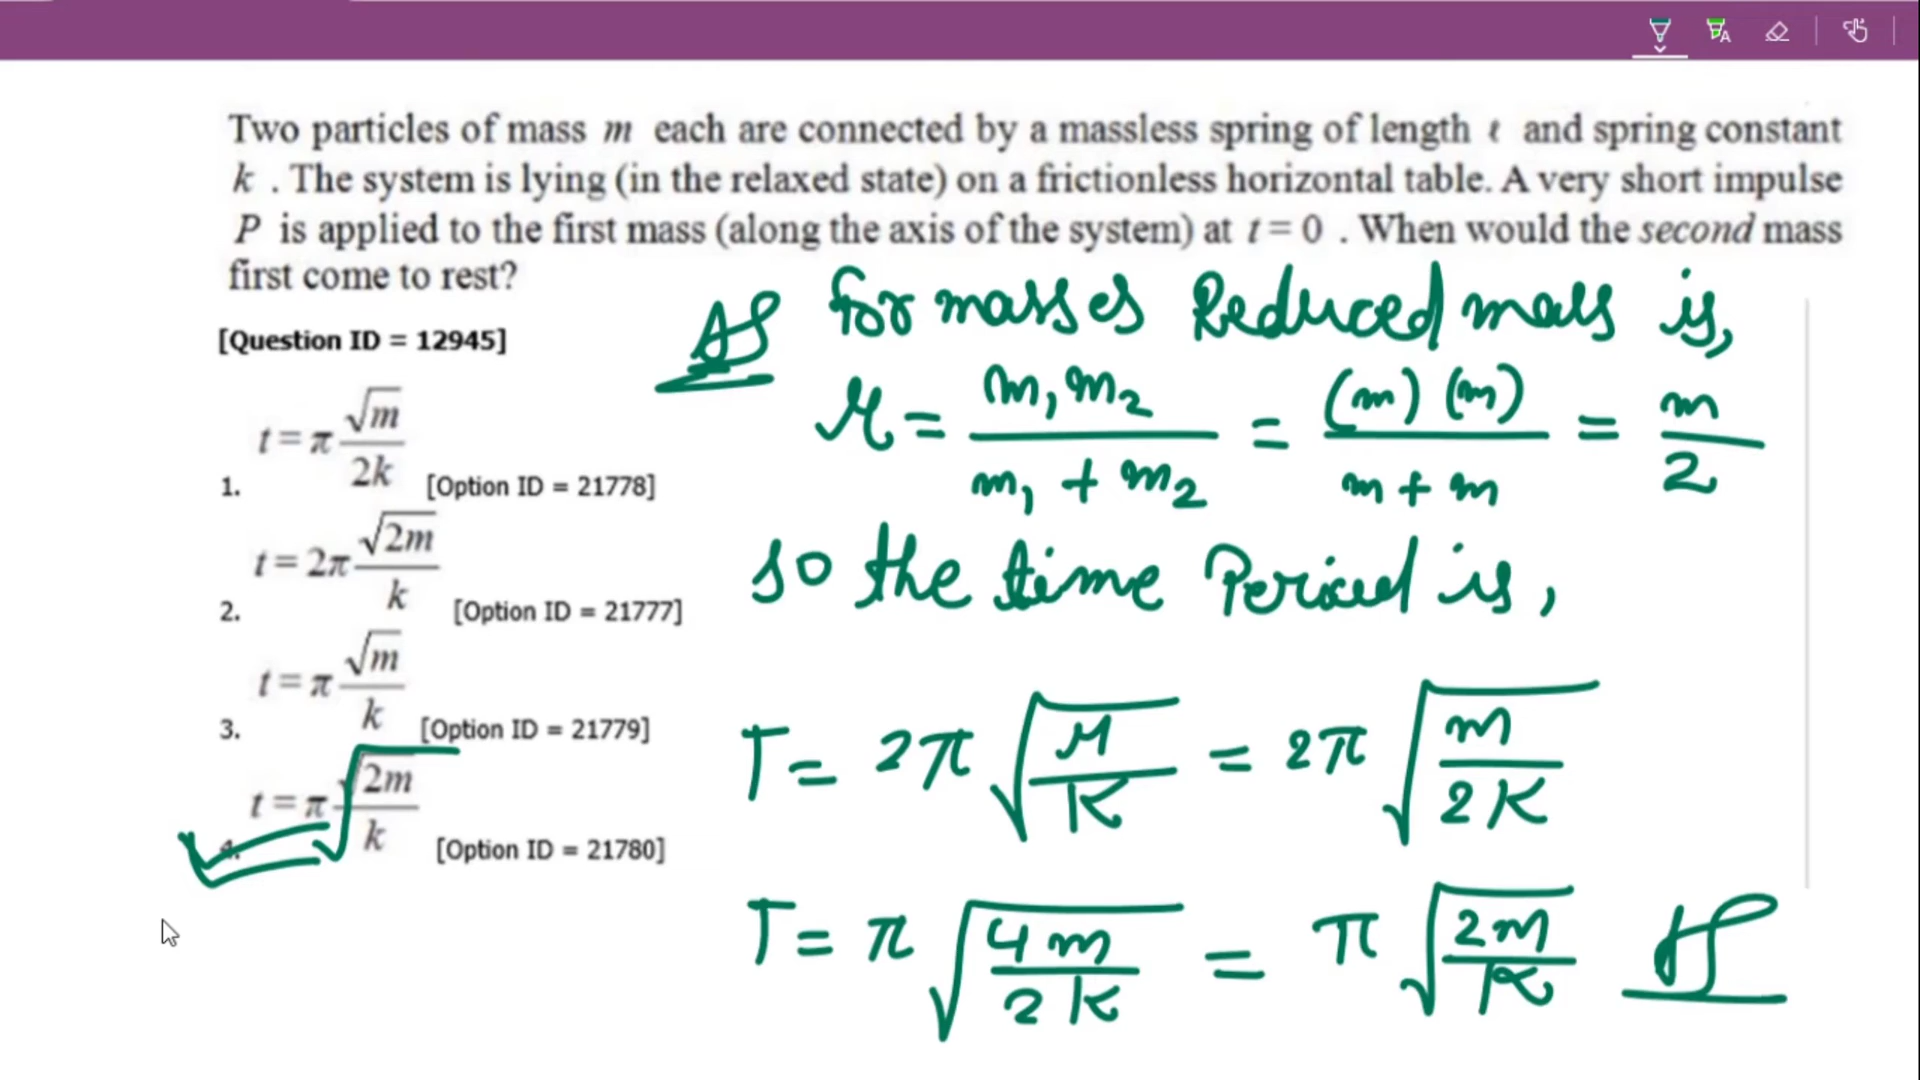 Two particles of mass m each are connected by a massless spring of length ℓ and spring constant
k . The system is lying (in the relaxed state) on a frictionless horizontal table. A very short impulse
P is applied to the first mass (along the axis of the system) at t = 0 . When would the second mass
first come to rest?
[Question ID = 12945]
1. t = π √m / 2k [Option ID = 21778]
2. t = 2π √2m / k [Option ID = 21777]
3. t = π √m / k [Option ID = 21779]
4. t = π √2m / k [Option ID = 21780]
for masses Reduced mass is,
μ = m₁m₂ / m₁ + m₂ = (m)(m) / m + m = m / 2
so the time Period is,
T = 2π √(μ / K) = 2π √(m / 2K)
T = π √(4m / 2K) = π √(2m / K)